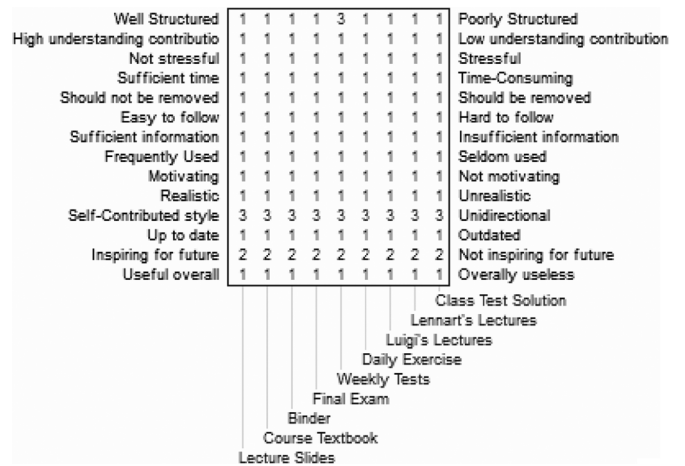 Well Structured 1 1 1 1 3 1 1 1 1 Poorly Structured
High understanding contributio 1 1 1 1 1 1 1 1 1 Low understanding contribution
Not stressful 1 1 1 1 1 1 1 1 1 Stressful
Sufficient time 1 1 1 1 1 1 1 1 1 Time-Consuming
Should not be removed 1 1 1 1 1 1 1 1 1 Should be removed
Easy to follow 1 1 1 1 1 1 1 1 1 Hard to follow
Sufficient information 1 1 1 1 1 1 1 1 1 Insufficient information
Frequently Used 1 1 1 1 1 1 1 1 1 Seldom used
Motivating 1 1 1 1 1 1 1 1 1 Not motivating
Realistic 1 1 1 1 1 1 1 1 1 Unrealistic
Self-Contributed style 3 3 3 3 3 3 3 3 3 Unidirectional
Up to date 1 1 1 1 1 1 1 1 1 Outdated
Inspiring for future 2 2 2 2 2 2 2 2 2 Not inspiring for future
Useful overall 1 1 1 1 1 1 1 1 1 Overally useless
Class Test Solution
Lennart's Lectures
Luigi's Lectures
Daily Exercise
Weekly Tests
Final Exam
Binder
Course Textbook
Lecture Slides